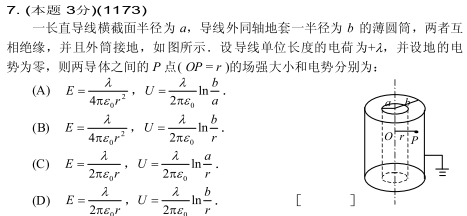 7. (本题 3分)(1173)
一长直导线横截面半径为 a，导线外同轴地套一半径为 b 的薄圆筒，两者互
相绝缘，并且外筒接地，如图所示．设导线单位长度的电荷为+λ，并设地的电
势为零，则两导体之间的 P 点( OP = r )的场强大小和电势分别为：
(A) E = λ/(4πε₀r²)，U = λ/(2πε₀) ln b/a．
(B) E = λ/(4πε₀r²)，U = λ/(2πε₀) ln b/r．
(C) E = λ/(2πε₀r)，U = λ/(2πε₀) ln a/r．
(D) E = λ/(2πε₀r)，U = λ/(2πε₀) ln b/r． [ ]
a b
O r P